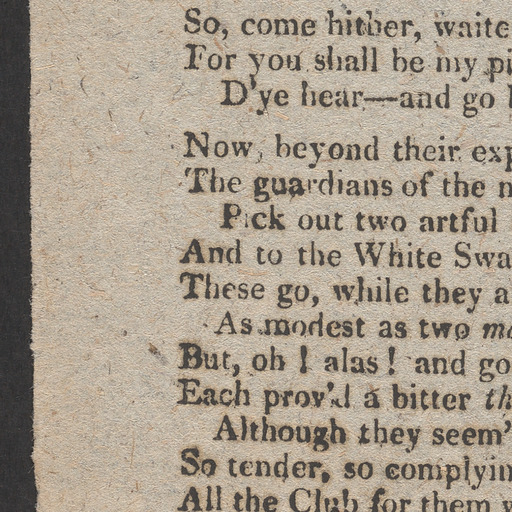 So, come hither, waite
For you shall be my pi
D'ye hear—and go
Now, beyond their exp
The guardians of the
Pick out two artful
And to the White Swa
These go, while they a
As modest as two
But, oh! alas! and go
Each prov'd a bitter th
Although they seem'
So tender, so complyin
All the Club for them